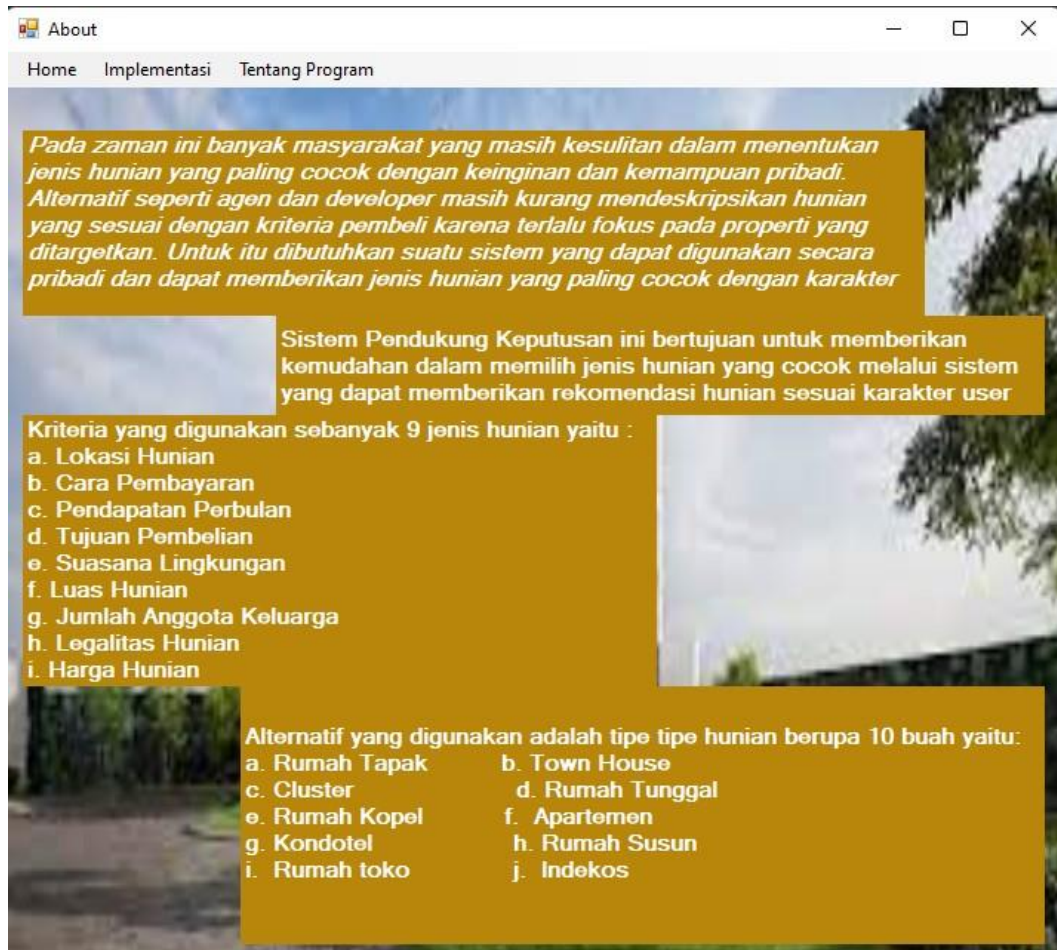 About
Home Implementasi Tentang Program
Pada zaman ini banyak masyarakat yang masih kesulitan dalam menentukan
jenis hunian yang paling cocok dengan keinginan dan kemampuan pribadi.
Alternatif seperti agen dan developer masih kurang mendeskripsikan hunian
yang sesuai dengan kriteria pembeli karena terlalu fokus pada properti yang
ditargetkan. Untuk itu dibutuhkan suatu sistem yang dapat digunakan secara
pribadi dan dapat memberikan jenis hunian yang paling cocok dengan karakter
Sistem Pendukung Keputusan ini bertujuan untuk memberikan
kemudahan dalam memilih jenis hunian yang cocok melalui sistem
yang dapat memberikan rekomendasi hunian sesuai karakter user
Kriteria yang digunakan sebanyak 9 jenis hunian yaitu :
a. Lokasi Hunian
b. Cara Pembayaran
c. Pendapatan Perbulan
d. Tujuan Pembelian
e. Suasana Lingkungan
f. Luas Hunian
g. Jumlah Anggota Keluarga
h. Legalitas Hunian
i. Harga Hunian
Alternatif yang digunakan adalah tipe tipe hunian berupa 10 buah yaitu:
a. Rumah Tapak b. Town House
c. Cluster d. Rumah Tunggal
e. Rumah Kopel f. Apartemen
g. Kondotel h. Rumah Susun
i. Rumah toko j. Indekos